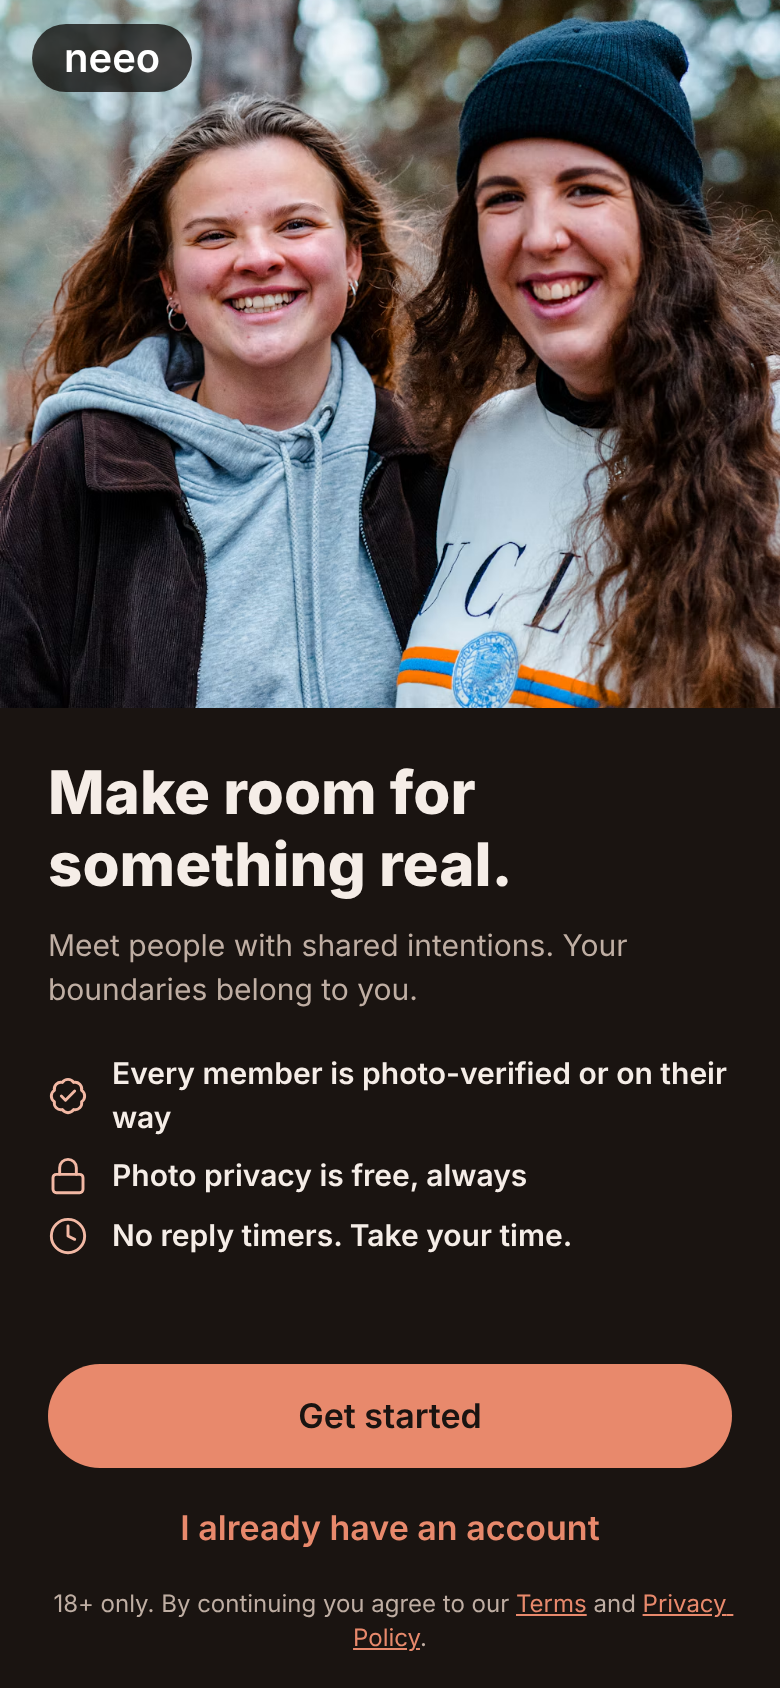 neeo
UCL
Make room for
something real.
Meet people with shared intentions. Your
boundaries belong to you.
Every member is photo-verified or on their
way
Photo privacy is free, always
No reply timers. Take your time.
Get started
I already have an account
18+ only. By continuing you agree to our Terms and Privacy
Policy.